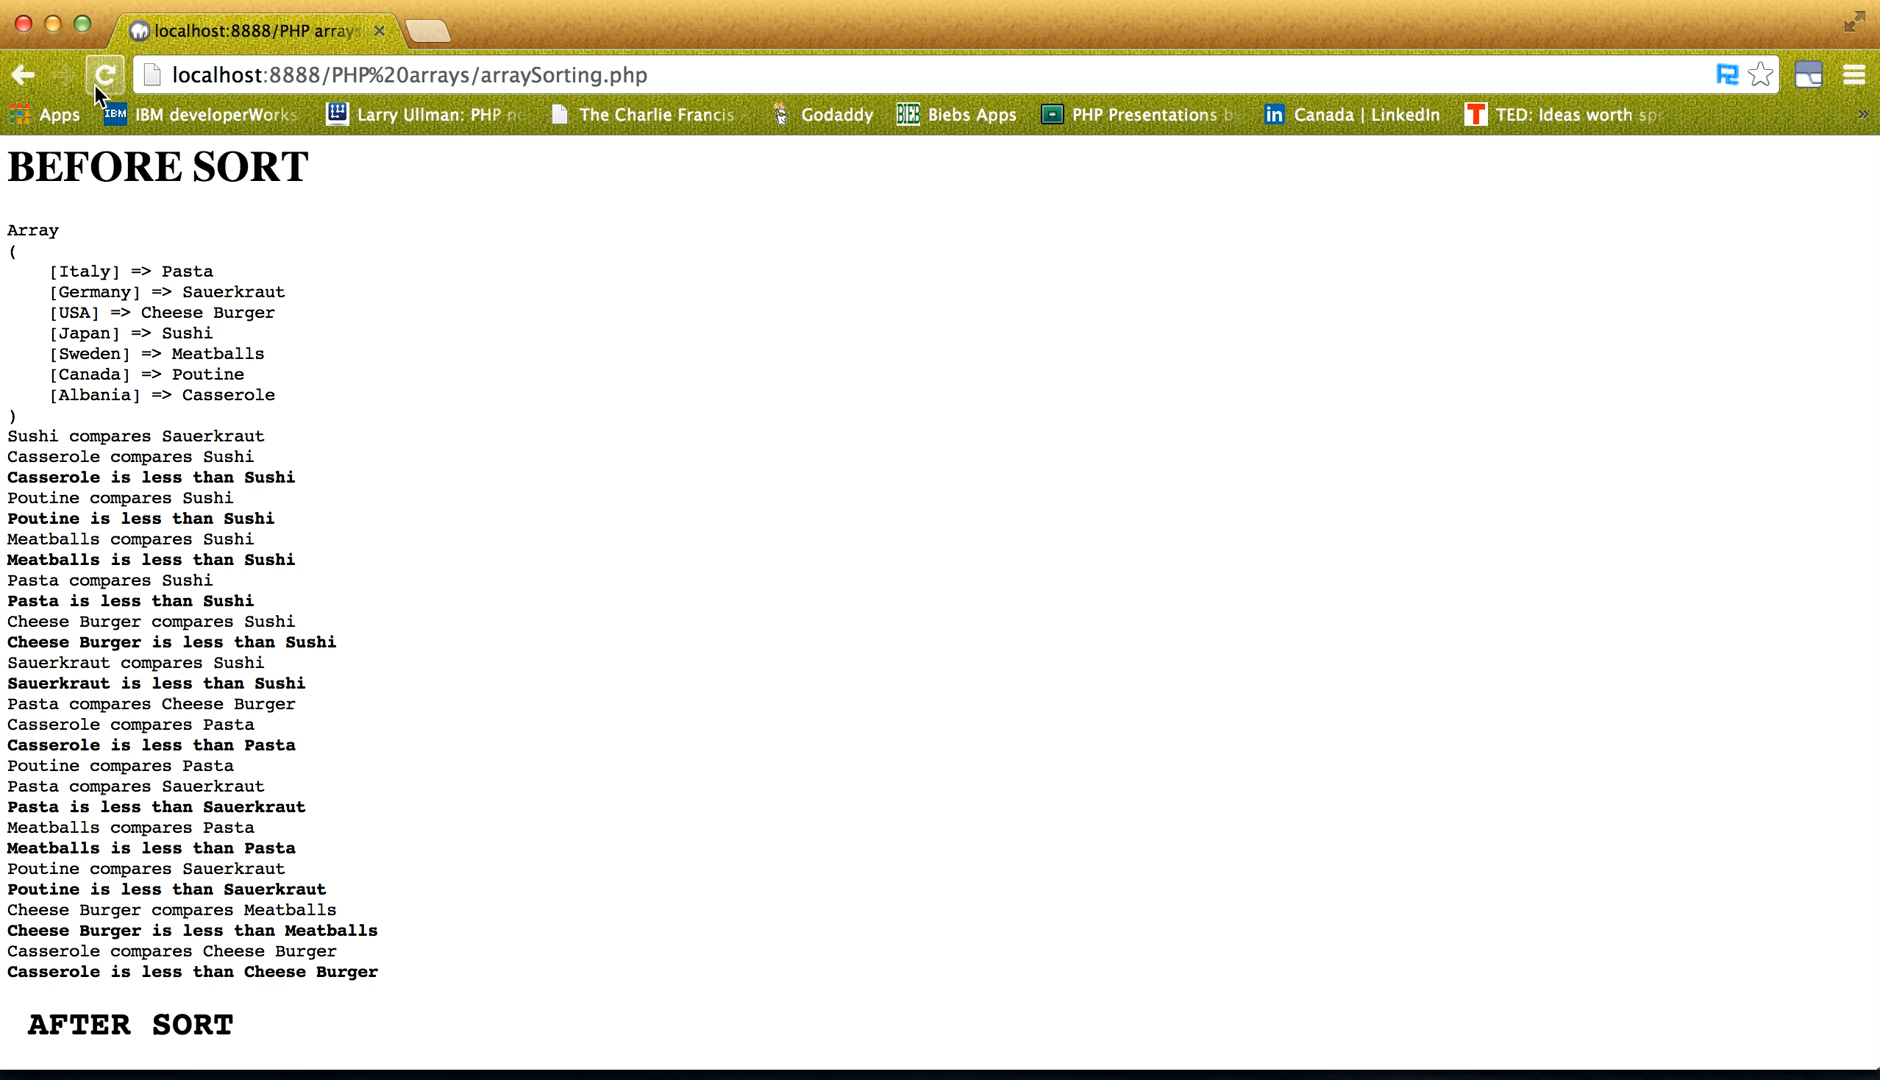 localhost:8888/PHP arrays
localhost:8888/PHP%20arrays/arraySorting.php
Apps IBM IBM developerWorks Larry Ullman: PHP The Charlie Francis Godaddy BIEB Biebs Apps PHP Presentations in Canada | LinkedIn T TED: Ideas worth sp »
BEFORE SORT
Array
(
[Italy] => Pasta
[Germany] => Sauerkraut
[USA] => Cheese Burger
[Japan] => Sushi
[Sweden] => Meatballs
[Canada] => Poutine
[Albania] => Casserole
)
Sushi compares Sauerkraut
Casserole compares Sushi
Casserole is less than Sushi
Poutine compares Sushi
Poutine is less than Sushi
Meatballs compares Sushi
Meatballs is less than Sushi
Pasta compares Sushi
Pasta is less than Sushi
Cheese Burger compares Sushi
Cheese Burger is less than Sushi
Sauerkraut compares Sushi
Sauerkraut is less than Sushi
Pasta compares Cheese Burger
Casserole compares Pasta
Casserole is less than Pasta
Poutine compares Pasta
Pasta compares Sauerkraut
Pasta is less than Sauerkraut
Meatballs compares Pasta
Meatballs is less than Pasta
Poutine compares Sauerkraut
Poutine is less than Sauerkraut
Cheese Burger compares Meatballs
Cheese Burger is less than Meatballs
Casserole compares Cheese Burger
Casserole is less than Cheese Burger
AFTER SORT